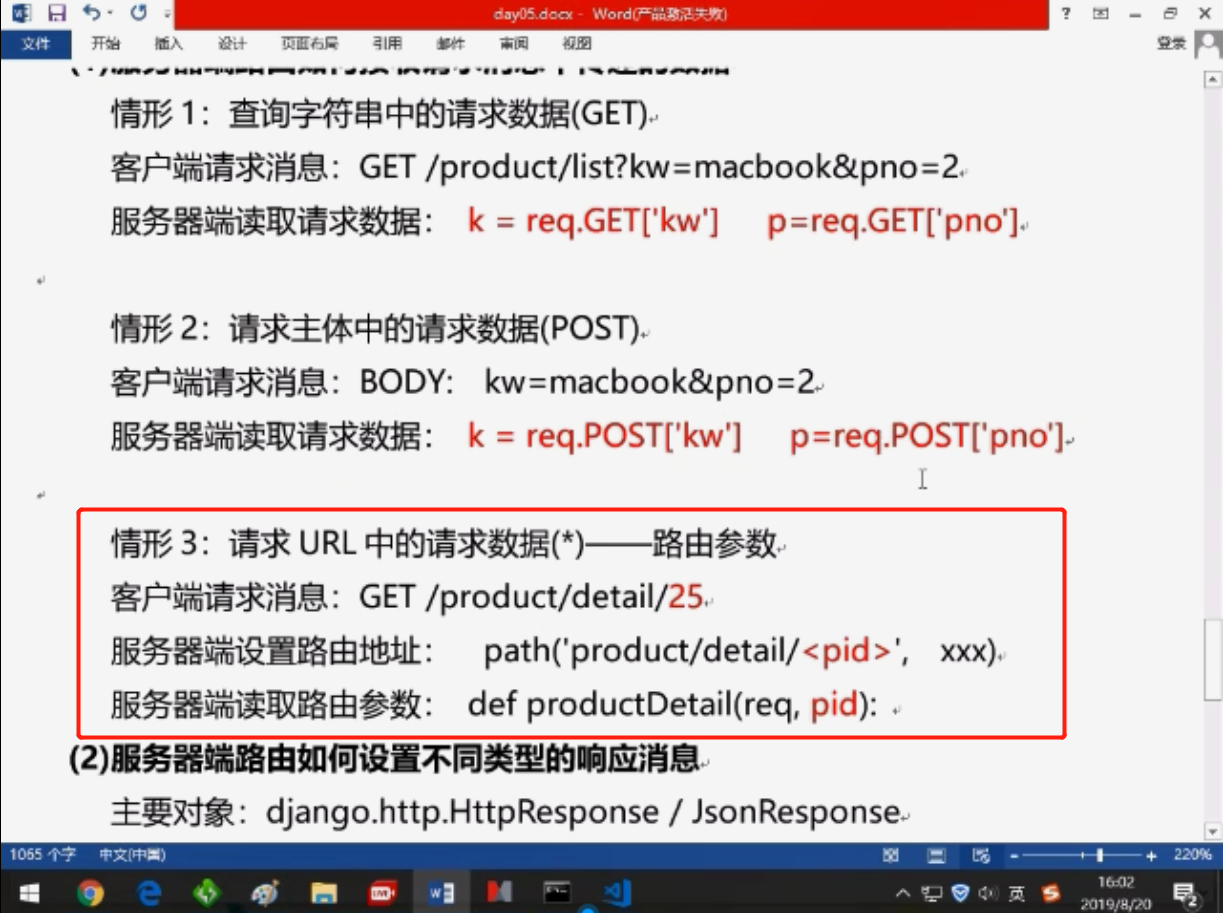 day05.docx - Word(产品激活失败)
文件 开始 插入 设计 页面布局 引用 邮件 审阅 视图 登录
情形 1：查询字符串中的请求数据(GET)
客户端请求消息：GET /product/list?kw=macbook&pno=2
服务器端读取请求数据： k = req.GET['kw'] p=req.GET['pno']
情形 2：请求主体中的请求数据(POST)
客户端请求消息：BODY: kw=macbook&pno=2
服务器端读取请求数据： k = req.POST['kw'] p=req.POST['pno']
情形 3：请求 URL 中的请求数据(*)——路由参数
客户端请求消息：GET /product/detail/25
服务器端设置路由地址： path('product/detail/<pid>', xxx)
服务器端读取路由参数： def productDetail(req, pid):
(2)服务器端路由如何设置不同类型的响应消息
主要对象：django.http.HttpResponse / JsonResponse
1065 个字 中文(中国) 220%
英 16:02
2019/8/20 2